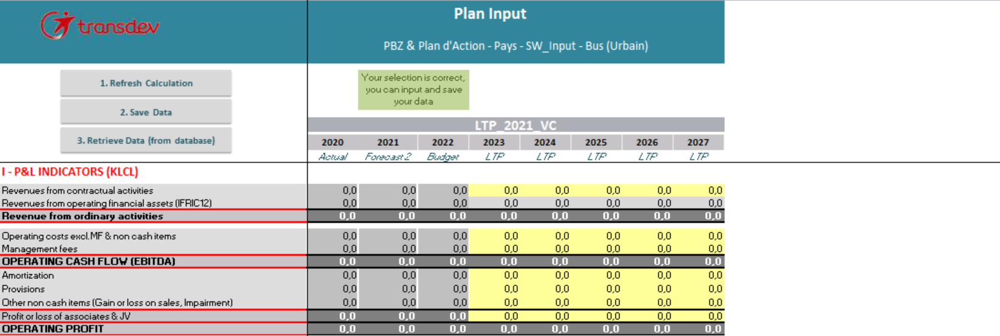 transdev
Plan Input
PBZ & Plan d'Action - Pays - SW_Input - Bus (Urbain)
1. Refresh Calculation
2. Save Data
3. Retrieve Data (from database)
Your selection is correct,
you can input and save
your data
LTP_2021_VC
2020 2021 2022 2023 2024 2025 2026 2027
Actual Forecast 2 Budget LTP LTP LTP LTP LTP
I - P&L INDICATORS (KLCL)
Revenues from contractual activities 0,0 0,0 0,0 0,0 0,0 0,0 0,0 0,0
Revenues from operating financial assets (IFRIC12) 0,0 0,0 0,0 0,0 0,0 0,0 0,0 0,0
Revenue from ordinary activities 0,0 0,0 0,0 0,0 0,0 0,0 0,0 0,0
Operating costs excl. MF & non cash items 0,0 0,0 0,0 0,0 0,0 0,0 0,0 0,0
Management fees 0,0 0,0 0,0 0,0 0,0 0,0 0,0 0,0
OPERATING CASH FLOW (EBITDA) 0,0 0,0 0,0 0,0 0,0 0,0 0,0 0,0
Amortization 0,0 0,0 0,0 0,0 0,0 0,0 0,0 0,0
Provisions 0,0 0,0 0,0 0,0 0,0 0,0 0,0 0,0
Other non cash items (Gain or loss on sales, Impairment) 0,0 0,0 0,0 0,0 0,0 0,0 0,0 0,0
Profit or loss of associates & JV 0,0 0,0 0,0 0,0 0,0 0,0 0,0 0,0
OPERATING PROFIT 0,0 0,0 0,0 0,0 0,0 0,0 0,0 0,0